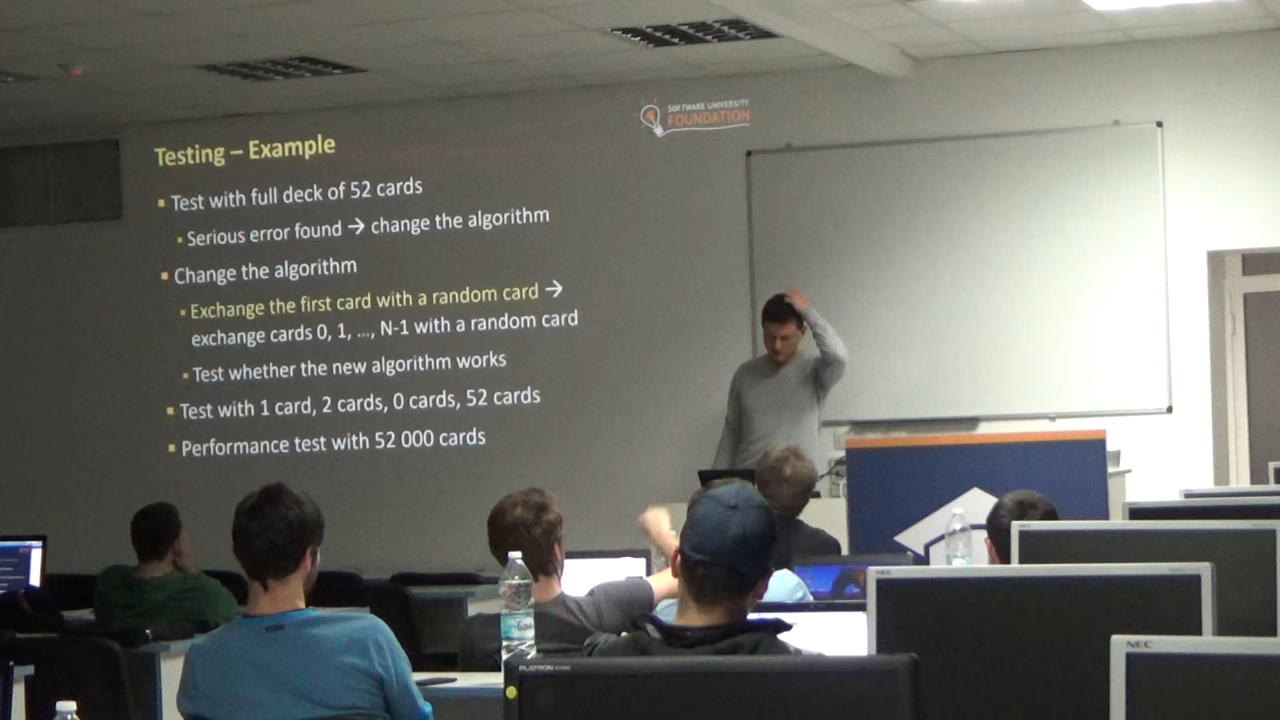 SOFTWARE UNIVERSITY
FOUNDATION
Testing – Example
Test with full deck of 52 cards
Serious error found → change the algorithm
Change the algorithm
Exchange the first card with a random card →
exchange cards 0, 1, …, N-1 with a random card
Test whether the new algorithm works
Test with 1 card, 2 cards, 0 cards, 52 cards
Performance test with 52 000 cards
NEC
NEC
PLATRON